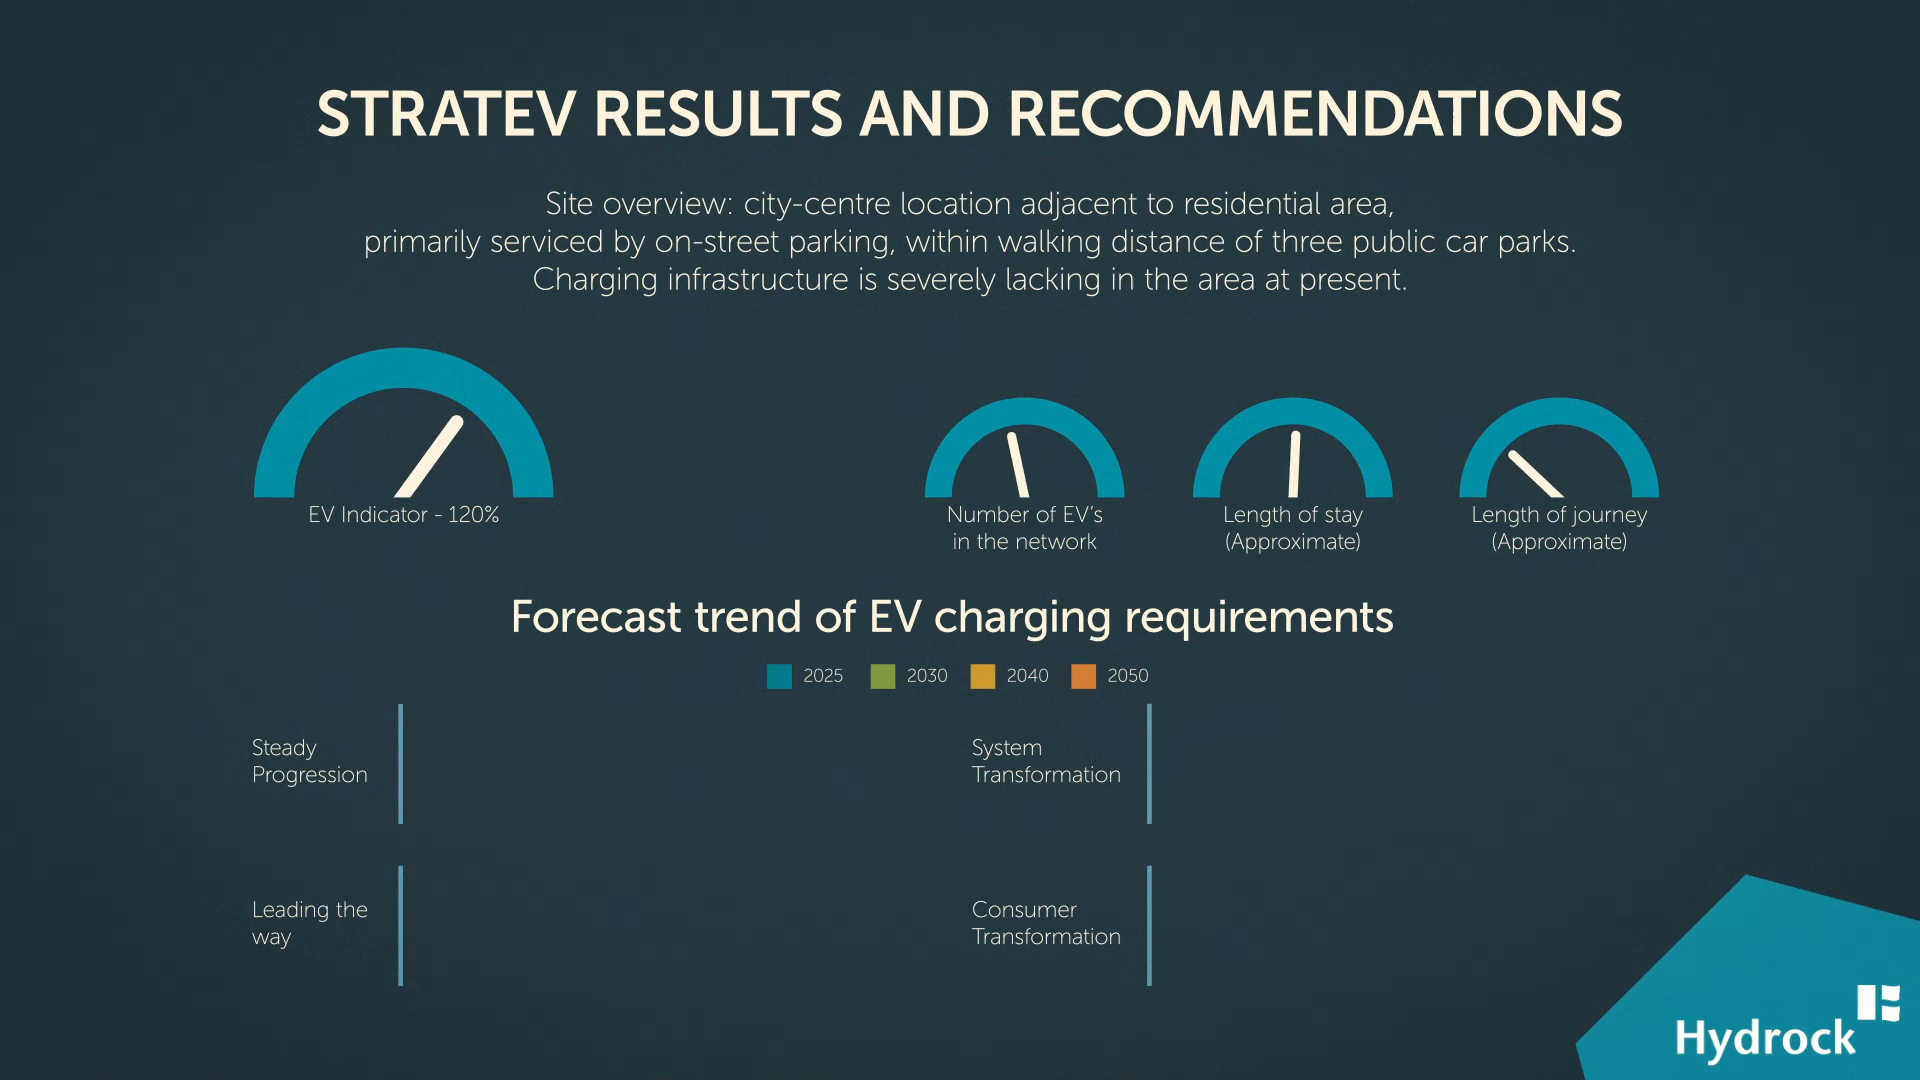 STRATEV RESULTS AND RECOMMENDATIONS
Site overview: city-centre location adjacent to residential area,
primarily serviced by on-street parking, within walking distance of three public car parks.
Charging infrastructure is severely lacking in the area at present.
EV Indicator - 120%
Number of EV's
in the network
Length of stay
(Approximate)
Length of journey
(Approximate)
Forecast trend of EV charging requirements
2025
2030
2040
2050
Steady
Progression
System
Transformation
Leading the
way
Consumer
Transformation
Hydrock